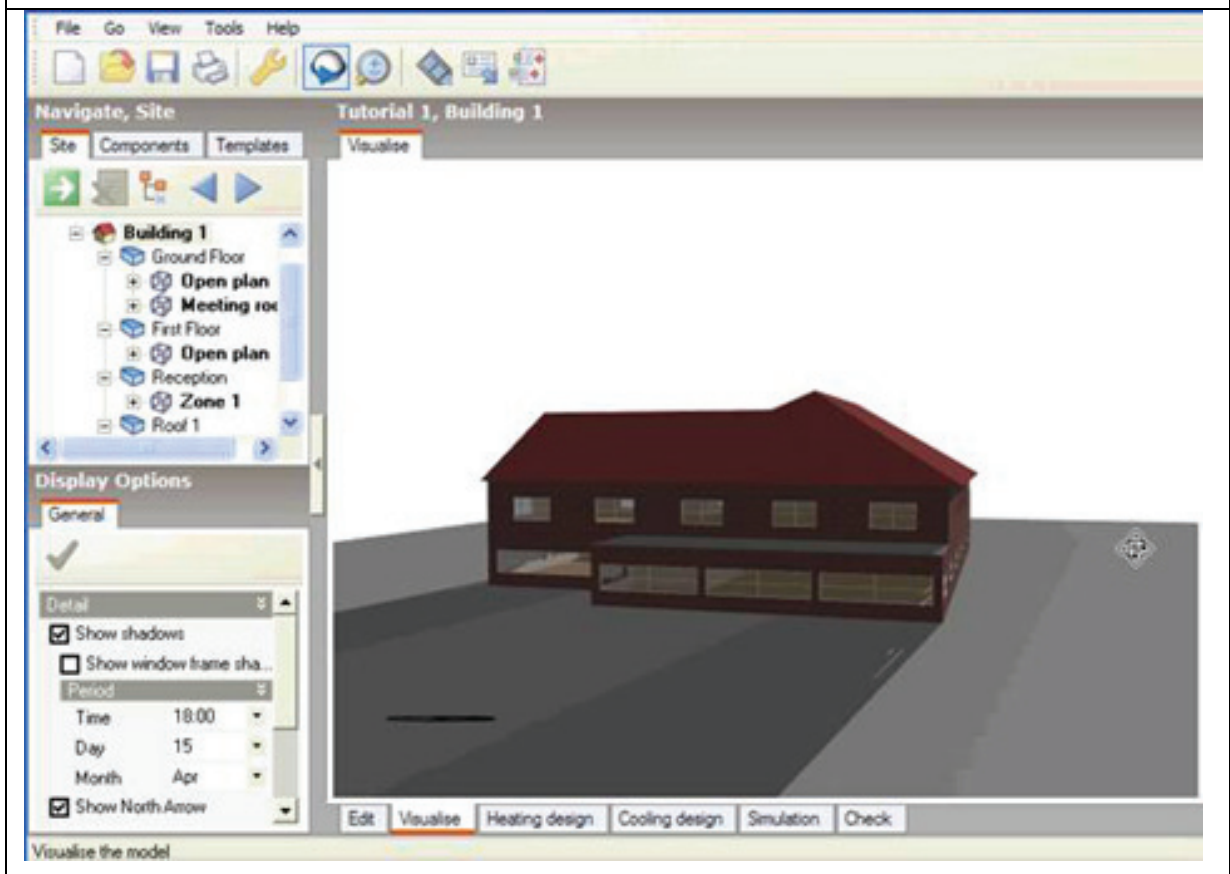 File Go View Tools Help
Navigate, Site
Tutorial 1, Building 1
Site Components Templates
Visualise
Building 1
Ground Floor
Open plan
Meeting roo
First Floor
Open plan
Reception
Zone 1
Roof 1
Display Options
General
Detail
Show shadows
Show window frame sha...
Period
Time 18:00
Day 15
Month Apr
Show North Arrow
Edit Visualise Heating design Cooling design Simulation Check
Visualise the model